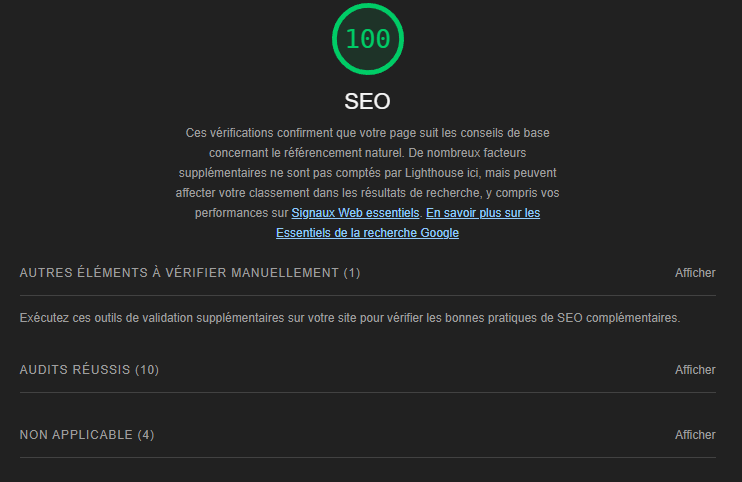 100
SEO
Ces vérifications confirment que votre page suit les conseils de base
concernant le référencement naturel. De nombreux facteurs
supplémentaires ne sont pas comptés par Lighthouse ici, mais peuvent
affecter votre classement dans les résultats de recherche, y compris vos
performances sur Signaux Web essentiels. En savoir plus sur les
Essentiels de la recherche Google
AUTRES ÉLÉMENTS À VÉRIFIER MANUELLEMENT (1) Afficher
Exécutez ces outils de validation supplémentaires sur votre site pour vérifier les bonnes pratiques de SEO complémentaires.
AUDITS RÉUSSIS (10) Afficher
NON APPLICABLE (4) Afficher